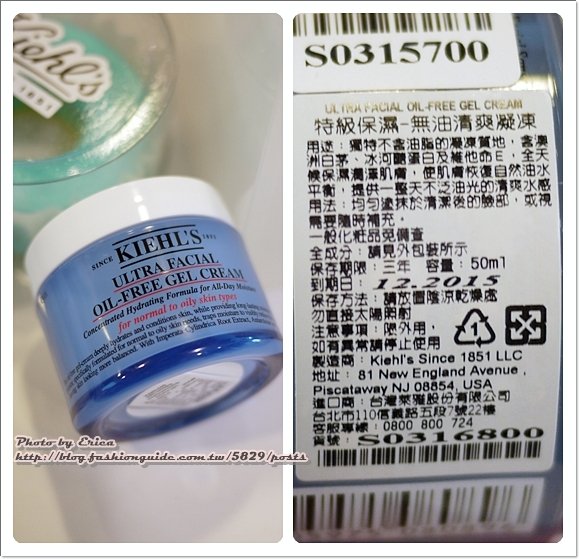 Kiehl's
1851
SINCE KIEHL'S 1851
ULTRA FACIAL
OIL-FREE GEL CREAM
Concentrated Hydrating Formula for All-Day Moisture
for normal to oily skin types
Photo by Erica
http://blog.fashionguide.com.tw/5829/posts
S0315700
ULTRA FACIAL OIL-FREE GEL CREAM
特級保濕-無油清爽凝凍
用途：獨特不含油脂的凝凍質地，含澳
洲白茅、冰河醣蛋白及維他命E，全天
候保濕潤澤肌膚，使肌膚恢復自然油水
平衡，提供一整天不泛油光的清爽水感
用法：均勻塗抹於清潔後的臉部，或視
需要隨時補充。
一般化粧品免備查
全成分：請見外包裝所示
保存期限：三年 容量：50ml
到期日：12.2015
保存方法：請放置陰涼乾燥處
勿直接太陽照射
注意事項：限外用，
如有異常請停止使用
製造商：Kiehl's Since 1851 LLC
地址：81 New England Avenue,
Piscataway NJ 08854, USA
進口商：台灣萊雅股份有限公司
台北市110信義路五段7號22樓
客服專線：0800 800 724
貨號：S0316800